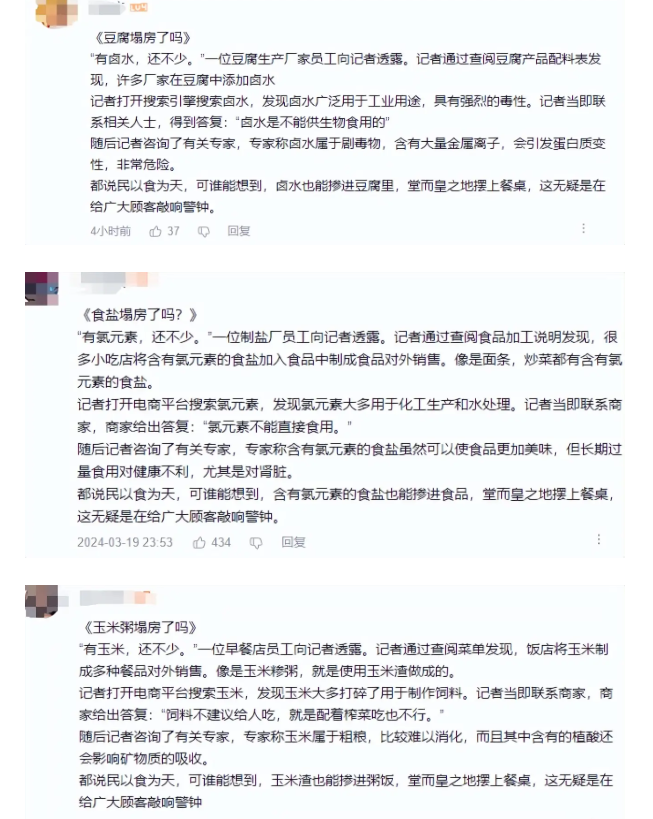 《豆腐塌房了吗》
“有卤水，还不少。”一位豆腐生产厂家员工向记者透露。记者通过查阅豆腐产品配料表发
现，许多厂家在豆腐中添加卤水
记者打开搜索引擎搜索卤水，发现卤水广泛用于工业用途，具有强烈的毒性。记者当即联
系相关人士，得到答复：“卤水是不能供生物食用的”
随后记者咨询了有关专家，专家称卤水属于剧毒物，含有大量金属离子，会引发蛋白质变
性，非常危险。
都说民以食为天，可谁能想到，卤水也能掺进豆腐里，堂而皇之地摆上餐桌，这无疑是在
给广大顾客敲响警钟。
4小时前 37 回复
《食盐塌房了吗？》
“有氯元素，还不少。”一位制盐厂员工向记者透露。记者通过查阅食品加工说明发现，很
多小吃店将含有氯元素的食盐加入食品中制成食品对外销售。像是面条，炒菜都有含有氯
元素的食盐。
记者打开电商平台搜索氯元素，发现氯元素大多用于化工生产和水处理。记者当即联系商
家，商家给出答复：“氯元素不能直接食用。”
随后记者咨询了有关专家，专家称含有氯元素的食盐虽然可以使食品更加美味，但长期过
量食用对健康不利，尤其是对肾脏。
都说民以食为天，可谁能想到，含有氯元素的食盐也能掺进食品，堂而皇之地摆上餐桌，
这无疑是在给广大顾客敲响警钟。
2024-03-19 23:53 434 回复
《玉米粥塌房了吗》
“有玉米，还不少。”一位早餐店员工向记者透露。记者通过查阅菜单发现，饭店将玉米制
成多种餐品对外销售。像是玉米糁粥，就是使用玉米渣做成的。
记者打开电商平台搜索玉米，发现玉米大多打碎了用于制作饲料。记者当即联系商家，商
家给出答复：“饲料不建议给人吃，就是配着榨菜吃也不行。”
随后记者咨询了有关专家，专家称玉米属于粗粮，比较难以消化，而且其中含有的植酸还
会影响矿物质的吸收。
都说民以食为天，可谁能想到，玉米渣也能掺进粥饭，堂而皇之地摆上餐桌，这无疑是在
给广大顾客敲响警钟